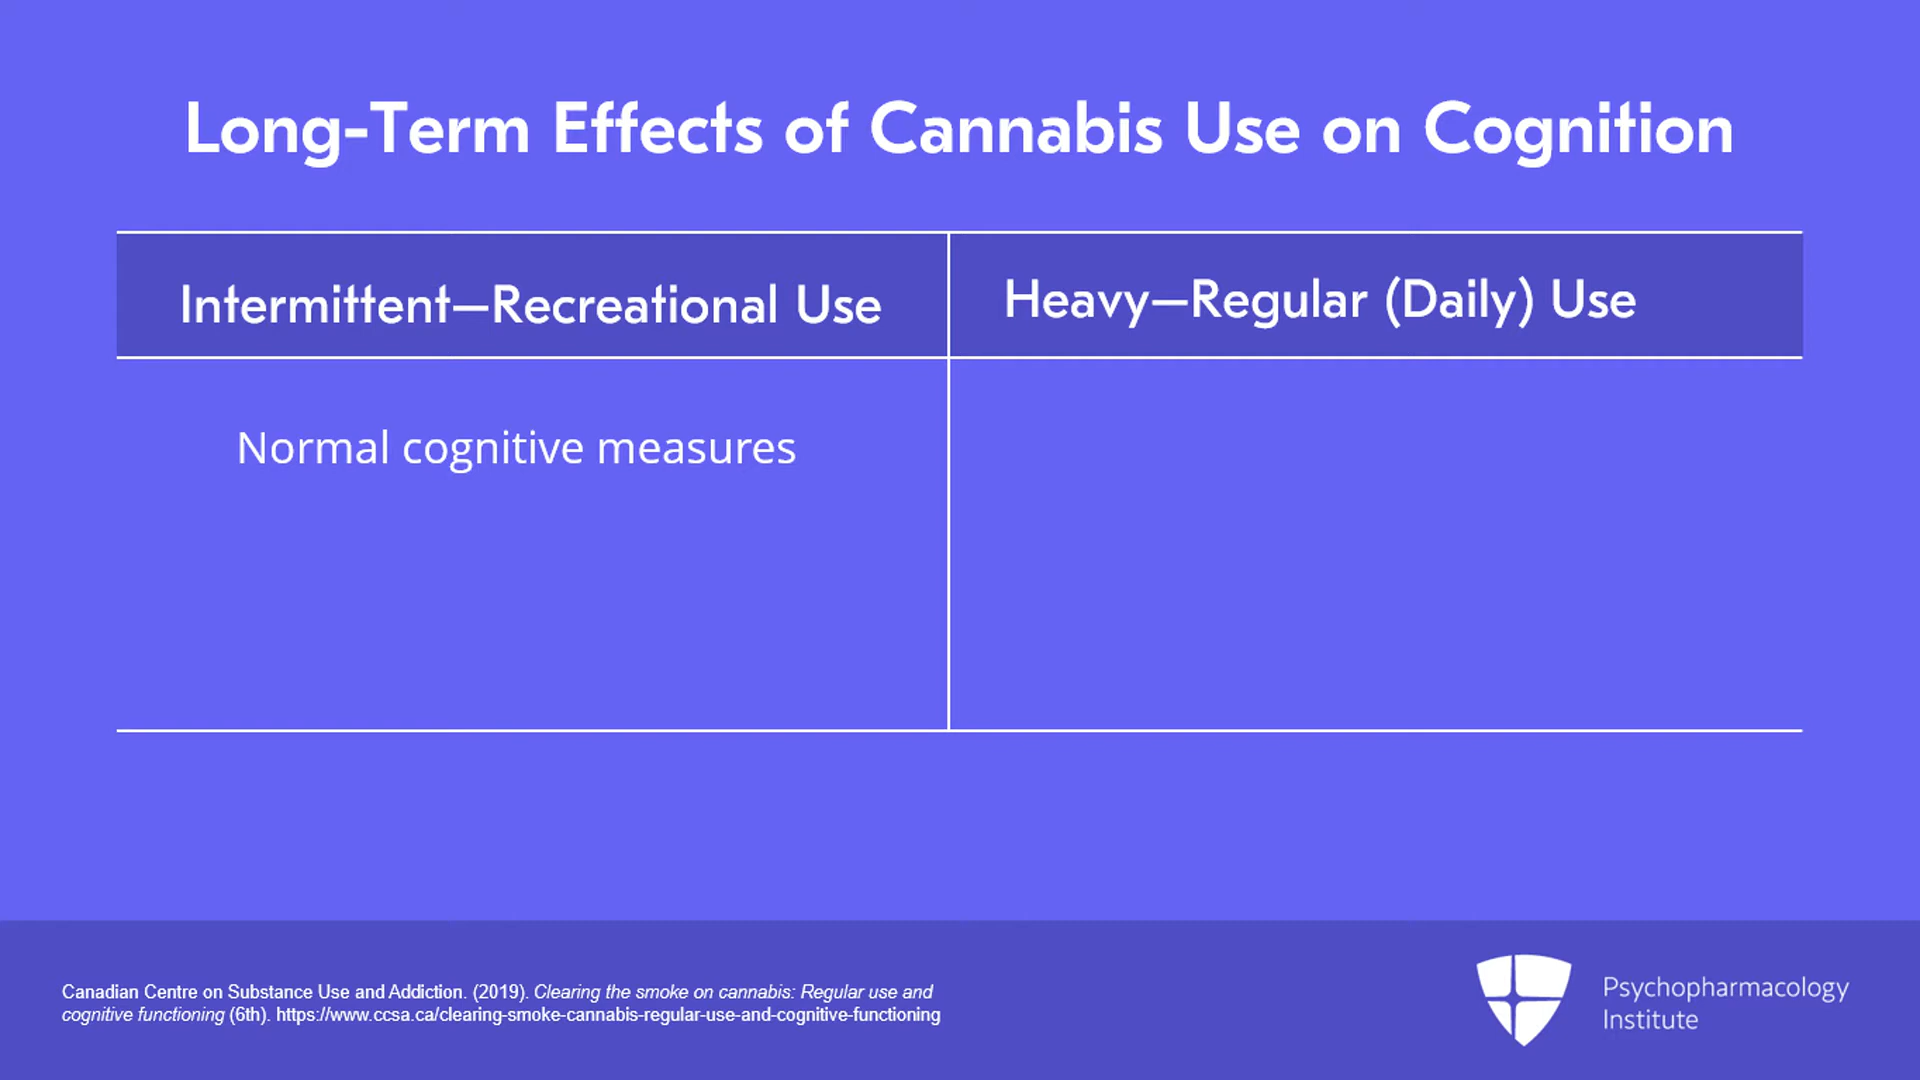 Long-Term Effects of Cannabis Use on Cognition
Intermittent—Recreational Use
Heavy—Regular (Daily) Use
Normal cognitive measures
Canadian Centre on Substance Use and Addiction. (2019). Clearing the smoke on cannabis: Regular use and
cognitive functioning (6th). https://www.ccsa.ca/clearing-smoke-cannabis-regular-use-and-cognitive-functioning
Psychopharmacology
Institute